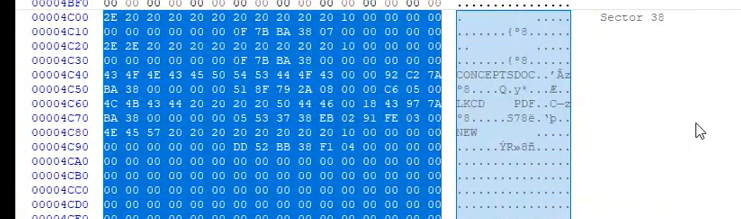 00004BF0 00 00 00 00 00 00 00 00 00 00 00 00 00 00 00 00 ................
00004C00 2E 20 20 20 20 20 20 20 20 20 20 10 00 00 00 00 .          ..... Sector 38
00004C10 00 00 00 00 00 00 0F 7B BA 38 07 00 00 00 00 00 .......{º8......
00004C20 2E 2E 20 20 20 20 20 20 20 20 20 10 00 00 00 00 ..         .....
00004C30 00 00 00 00 00 00 0F 7B BA 38 00 00 00 00 00 00 .......{º8......
00004C40 43 4F 4E 43 45 50 54 53 44 4F 43 00 00 92 C2 7A CONCEPTSDOC..’Âz
00004C50 BA 38 00 00 00 00 51 8F 79 2A 08 00 00 C6 05 00 º8....Q.y*...Æ..
00004C60 4C 4B 43 44 20 20 20 20 50 44 46 00 18 43 97 7A LKCD    PDF..C—z
00004C70 BA 38 00 00 00 00 05 53 37 38 EB 02 91 FE 03 00 º8.....S78ë.‘þ..
00004C80 4E 45 57 20 20 20 20 20 20 20 20 10 00 00 00 00 NEW        .....
00004C90 00 00 00 00 00 00 DD 52 BB 38 F1 04 00 00 00 00 ......ÝR»8ñ.....
00004CA0 00 00 00 00 00 00 00 00 00 00 00 00 00 00 00 00 ................
00004CB0 00 00 00 00 00 00 00 00 00 00 00 00 00 00 00 00 ................
00004CC0 00 00 00 00 00 00 00 00 00 00 00 00 00 00 00 00 ................
00004CD0 00 00 00 00 00 00 00 00 00 00 00 00 00 00 00 00 ................